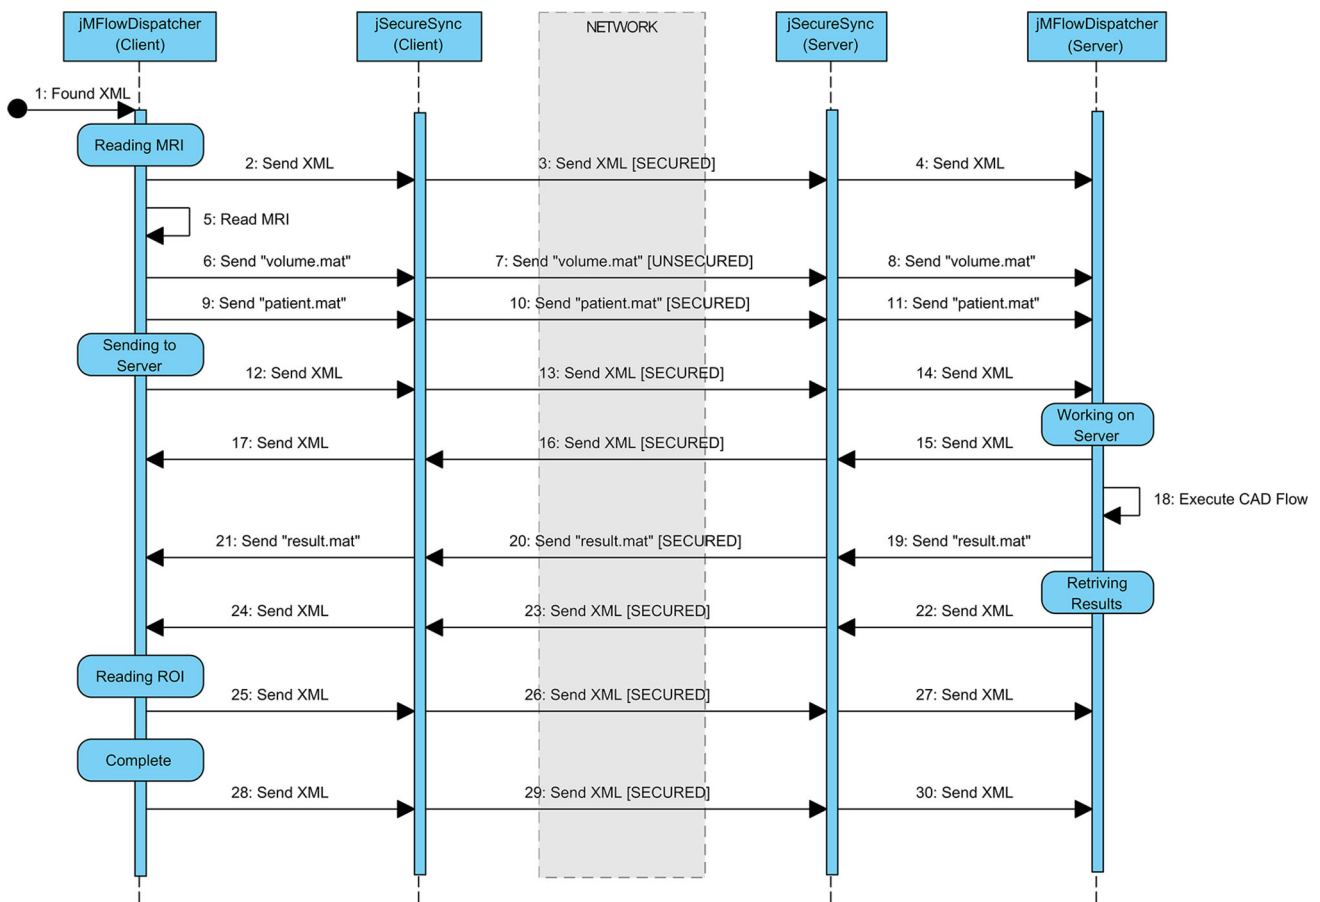 jMFlowDispatcher
(Client)
jSecureSync
(Client)
NETWORK
jSecureSync
(Server)
jMFlowDispatcher
(Server)
1: Found XML
Reading MRI
2: Send XML
3: Send XML [SECURED]
4: Send XML
5: Read MRI
6: Send "volume.mat"
7: Send "volume.mat" [UNSECURED]
8: Send "volume.mat"
9: Send "patient.mat"
10: Send "patient.mat" [SECURED]
11: Send "patient.mat"
Sending to
Server
12: Send XML
13: Send XML [SECURED]
14: Send XML
Working on
Server
17: Send XML
16: Send XML [SECURED]
15: Send XML
18: Execute CAD Flow
21: Send "result.mat"
20: Send "result.mat" [SECURED]
19: Send "result.mat"
Retriving
Results
24: Send XML
23: Send XML [SECURED]
22: Send XML
Reading ROI
25: Send XML
26: Send XML [SECURED]
27: Send XML
Complete
28: Send XML
29: Send XML [SECURED]
30: Send XML